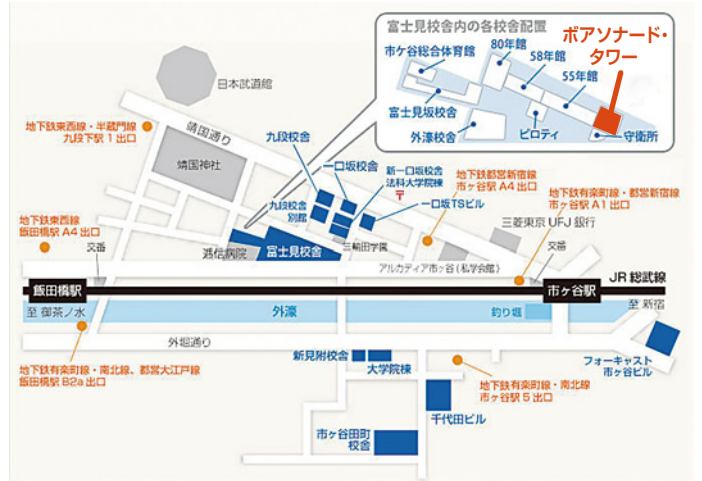 富士見校舎内の各校舎配置
ボアソナード・
タワー
80年館
市ケ谷総合体育館
58年館
55年館
富士見坂校舎
外濠校舎
ピロティ
守衛所
日本武道館
地下鉄東西線・半蔵門線
九段下駅 1 出口
靖国通り
靖国神社
九段校舎
一口坂校舎
新一口坂校舎
法科大学院棟
〒
地下鉄都営新宿線
市ケ谷駅 A4 出口
九段校舎
別館
一口坂TSビル
地下鉄有楽町線・都営新宿線
市ケ谷駅 A1 出口
地下鉄東西線
飯田橋駅 A4 出口
三菱東京 UFJ 銀行
交番
逓信病院
富士見校舎
三輪田学園
アルカディア市ヶ谷(私学会館)
交番
JR 総武線
飯田橋駅
市ヶ谷駅
至 御茶ノ水
外濠
釣り堀
至 新宿
外堀通り
新見附校舎
大学院棟
フォーキャスト
市ケ谷ビル
地下鉄有楽町線・南北線、都営大江戸線
飯田橋駅 B2a 出口
地下鉄有楽町線・南北線
市ケ谷駅 5 出口
千代田ビル
市ヶ谷田町
校舎